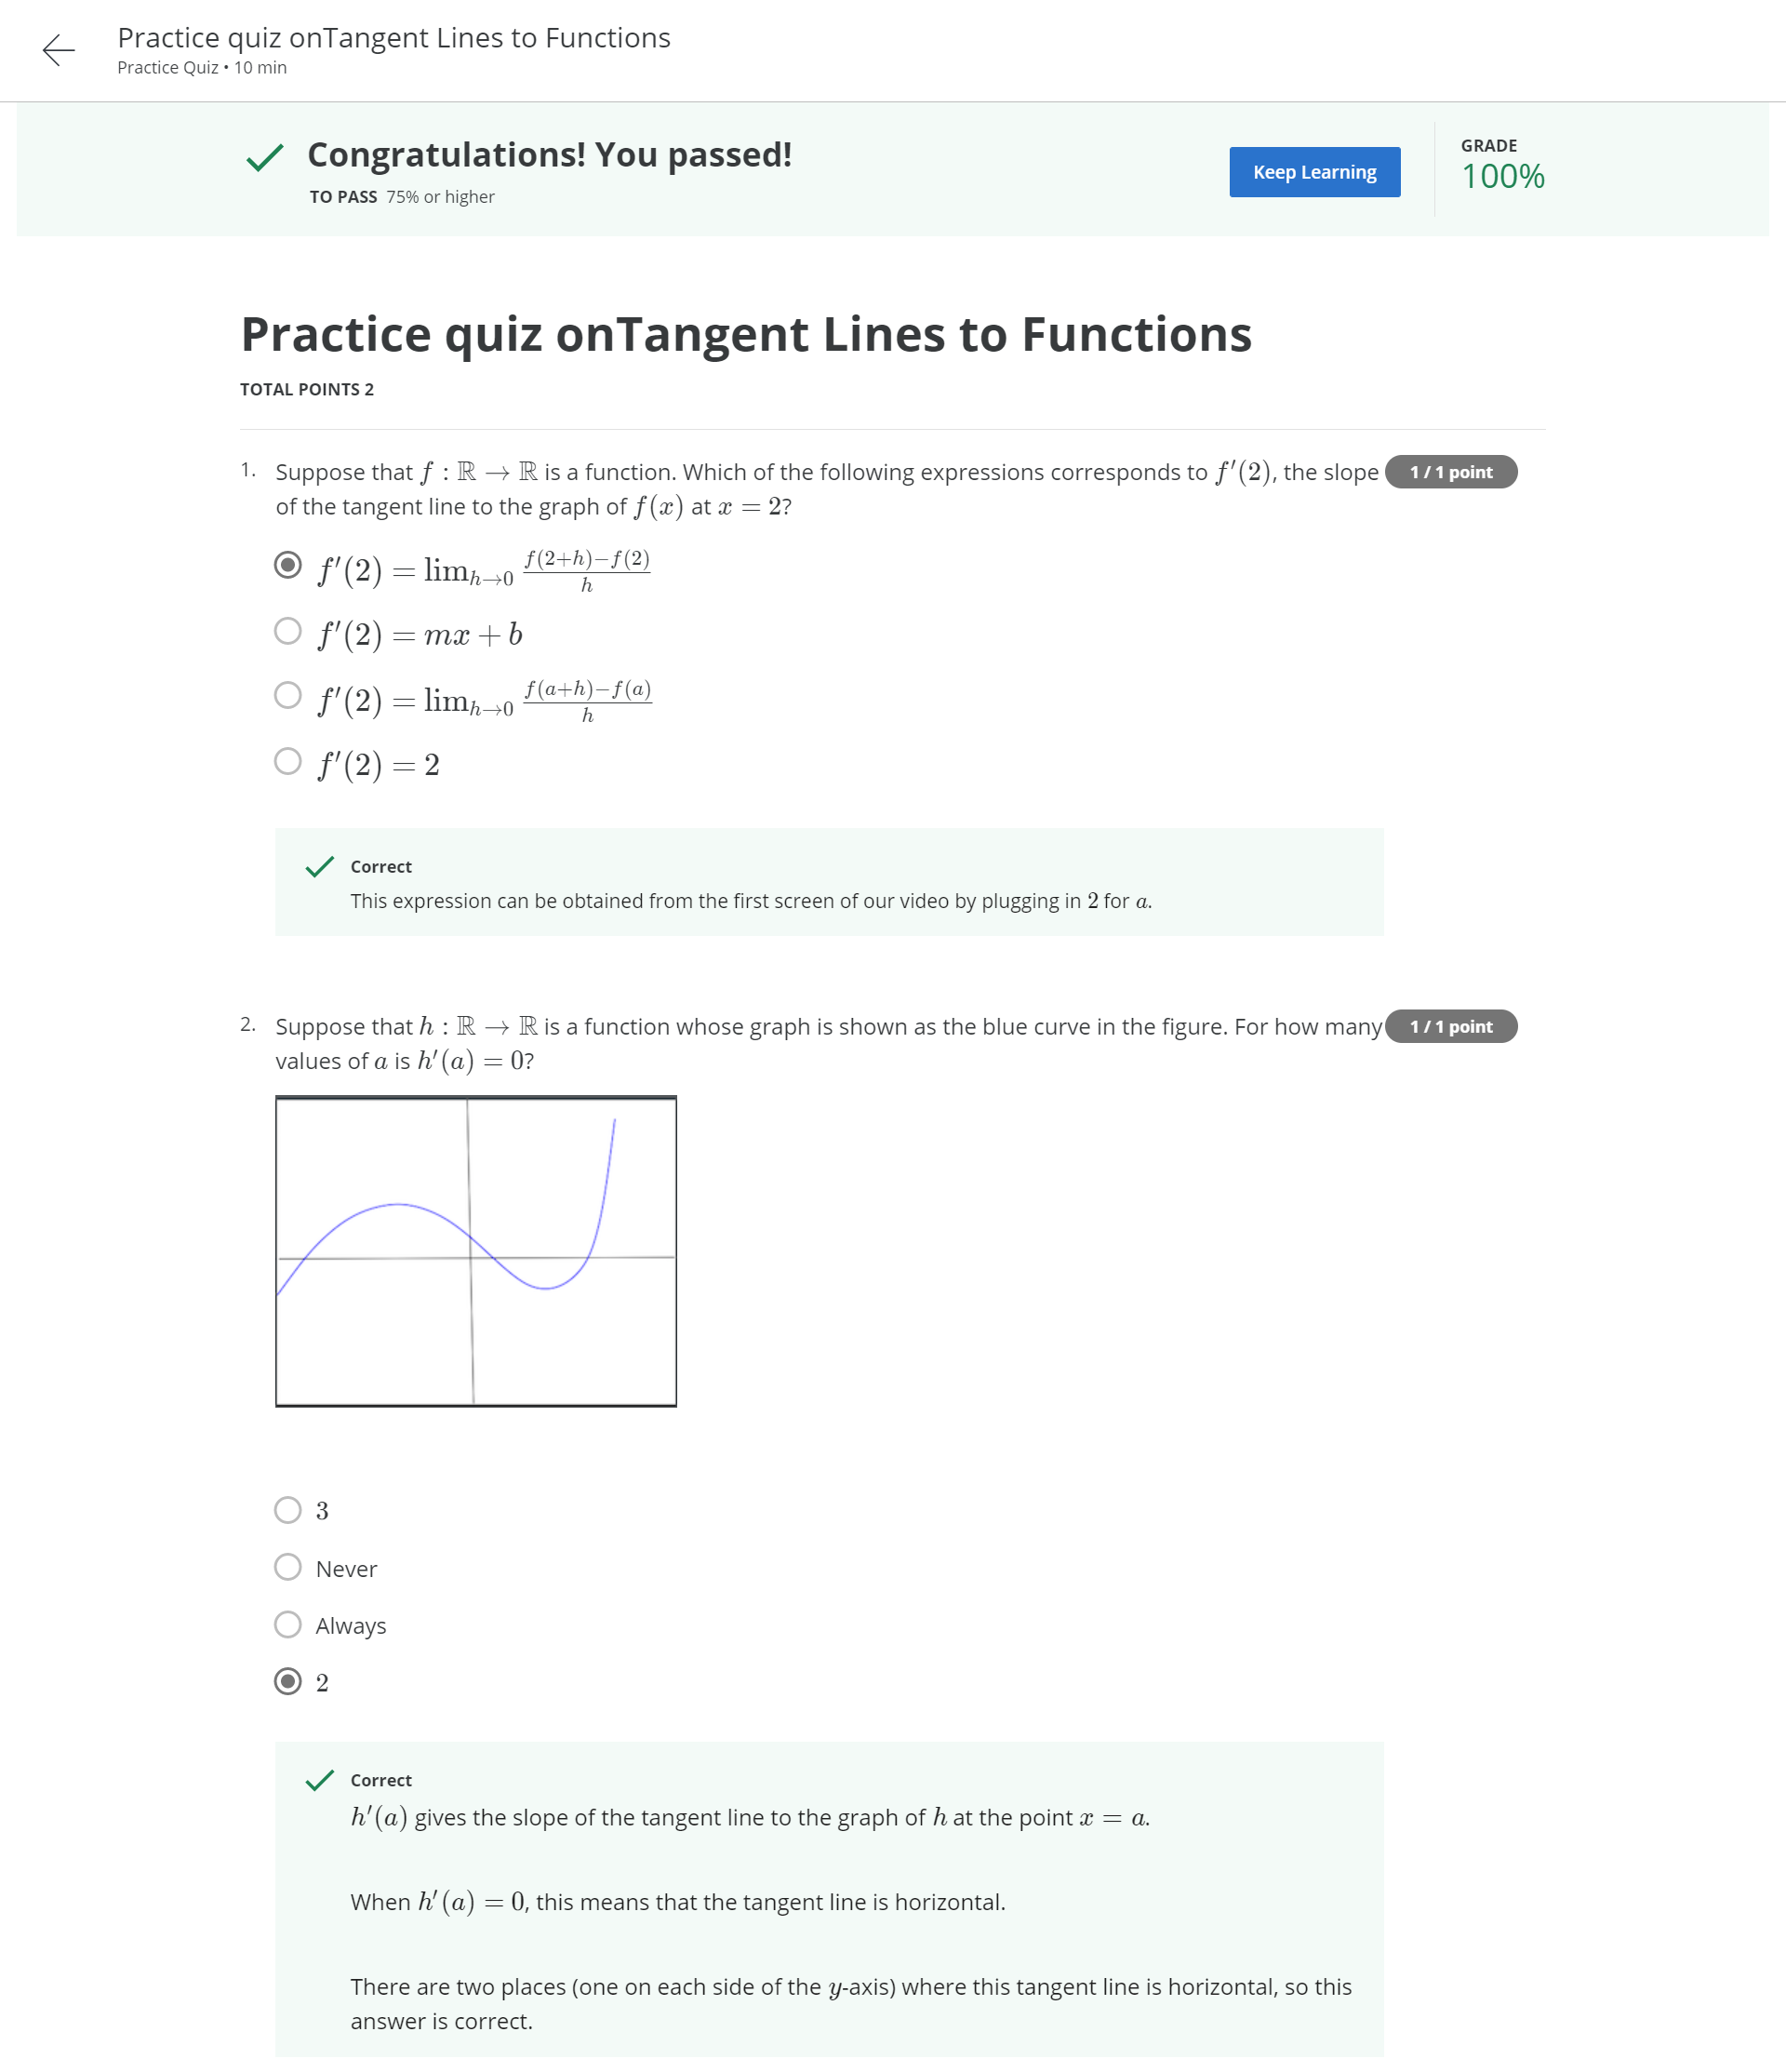 Practice quiz onTangent Lines to Functions
Practice Quiz • 10 min
Congratulations! You passed!
TO PASS 75% or higher
Keep Learning
GRADE
100%
Practice quiz onTangent Lines to Functions
TOTAL POINTS 2
1. Suppose that f : ℝ → ℝ is a function. Which of the following expressions corresponds to f′(2), the slope
1 / 1 point
of the tangent line to the graph of f(x) at x = 2?
f′(2) = lim_{h→0} \frac{f(2+h)−f(2)}{h}
f′(2) = mx + b
f′(2) = lim_{h→0} \frac{f(a+h)−f(a)}{h}
f′(2) = 2
Correct
This expression can be obtained from the first screen of our video by plugging in 2 for a.
2. Suppose that h : ℝ → ℝ is a function whose graph is shown as the blue curve in the figure. For how many
1 / 1 point
values of a is h′(a) = 0?
3
Never
Always
2
Correct
h′(a) gives the slope of the tangent line to the graph of h at the point x = a.
When h′(a) = 0, this means that the tangent line is horizontal.
There are two places (one on each side of the y-axis) where this tangent line is horizontal, so this
answer is correct.